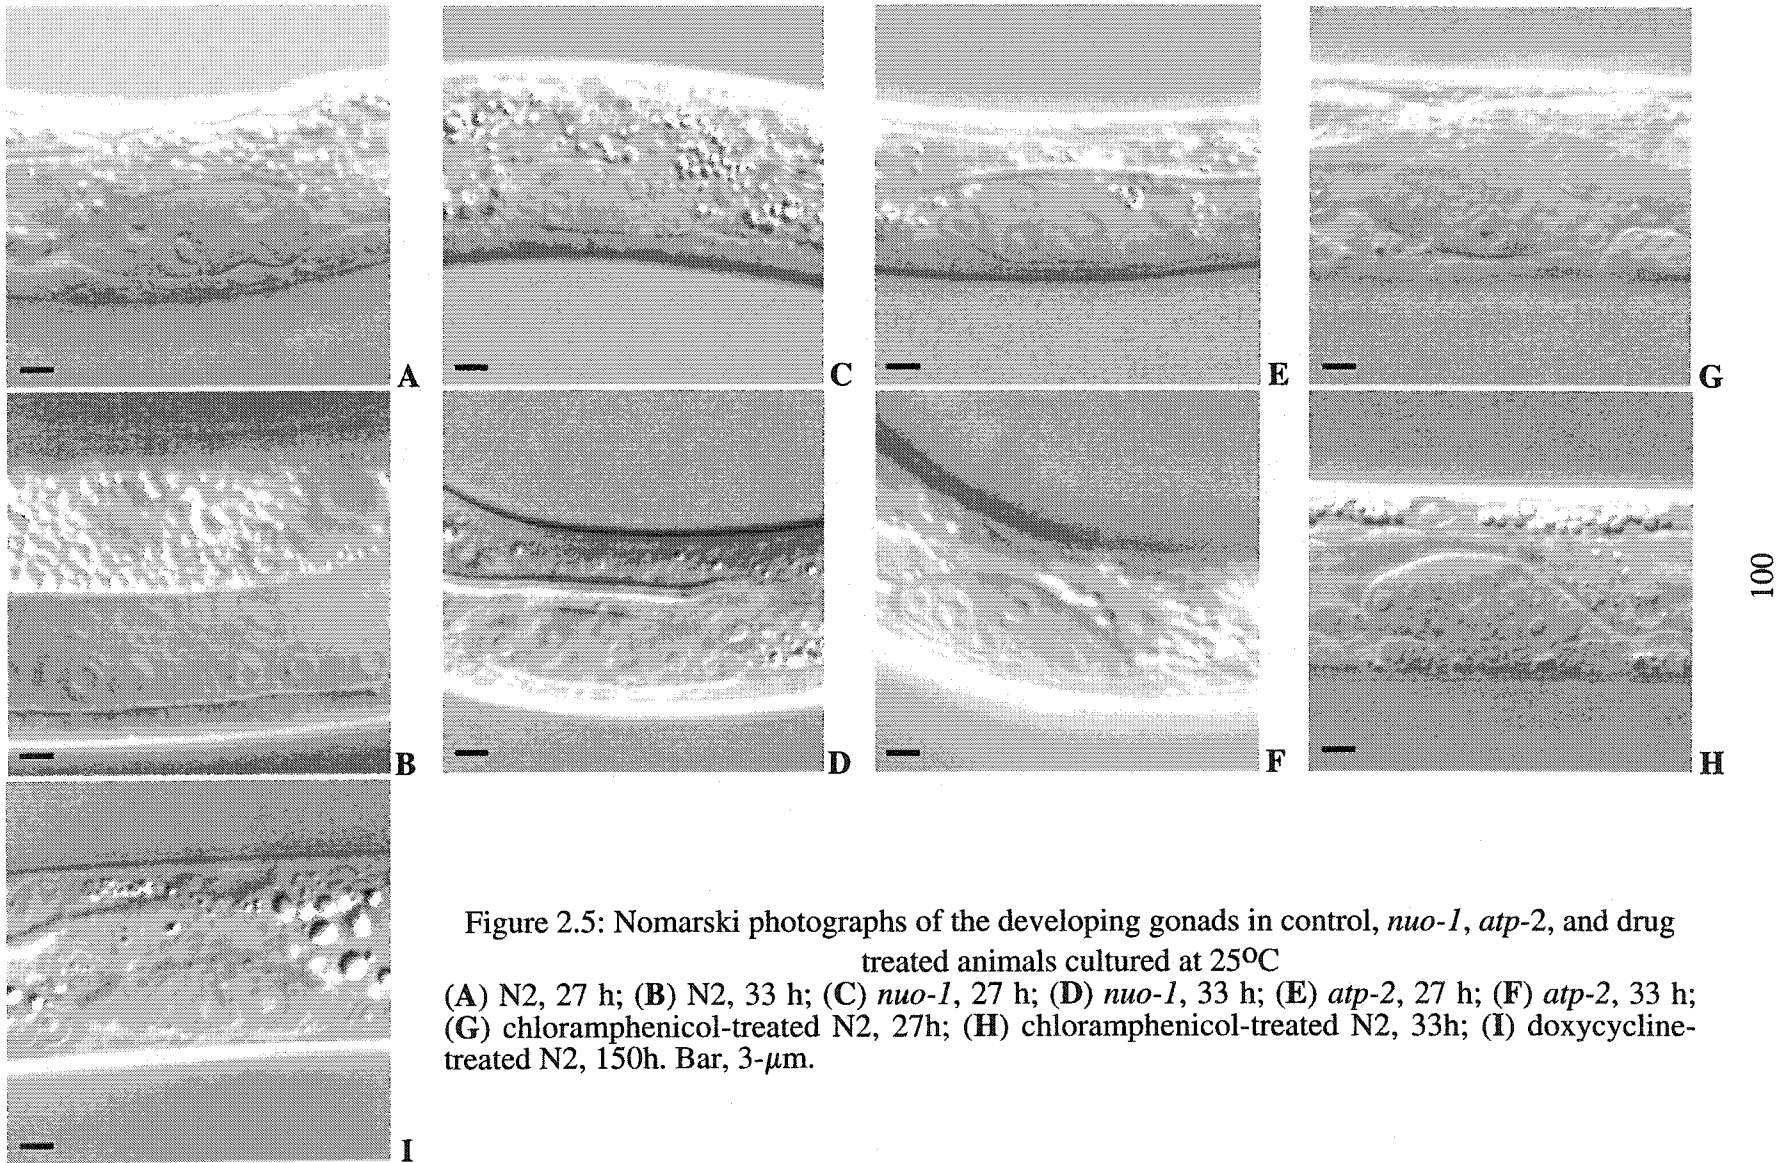 A
C
E
G
B
D
F
H
I
100
Figure 2.5: Nomarski photographs of the developing gonads in control, nuo-1, atp-2, and drug
treated animals cultured at 25°C
(A) N2, 27 h; (B) N2, 33 h; (C) nuo-1, 27 h; (D) nuo-1, 33 h; (E) atp-2, 27 h; (F) atp-2, 33 h;
(G) chloramphenicol-treated N2, 27h; (H) chloramphenicol-treated N2, 33h; (I) doxycycline-
treated N2, 150h. Bar, 3-μm.